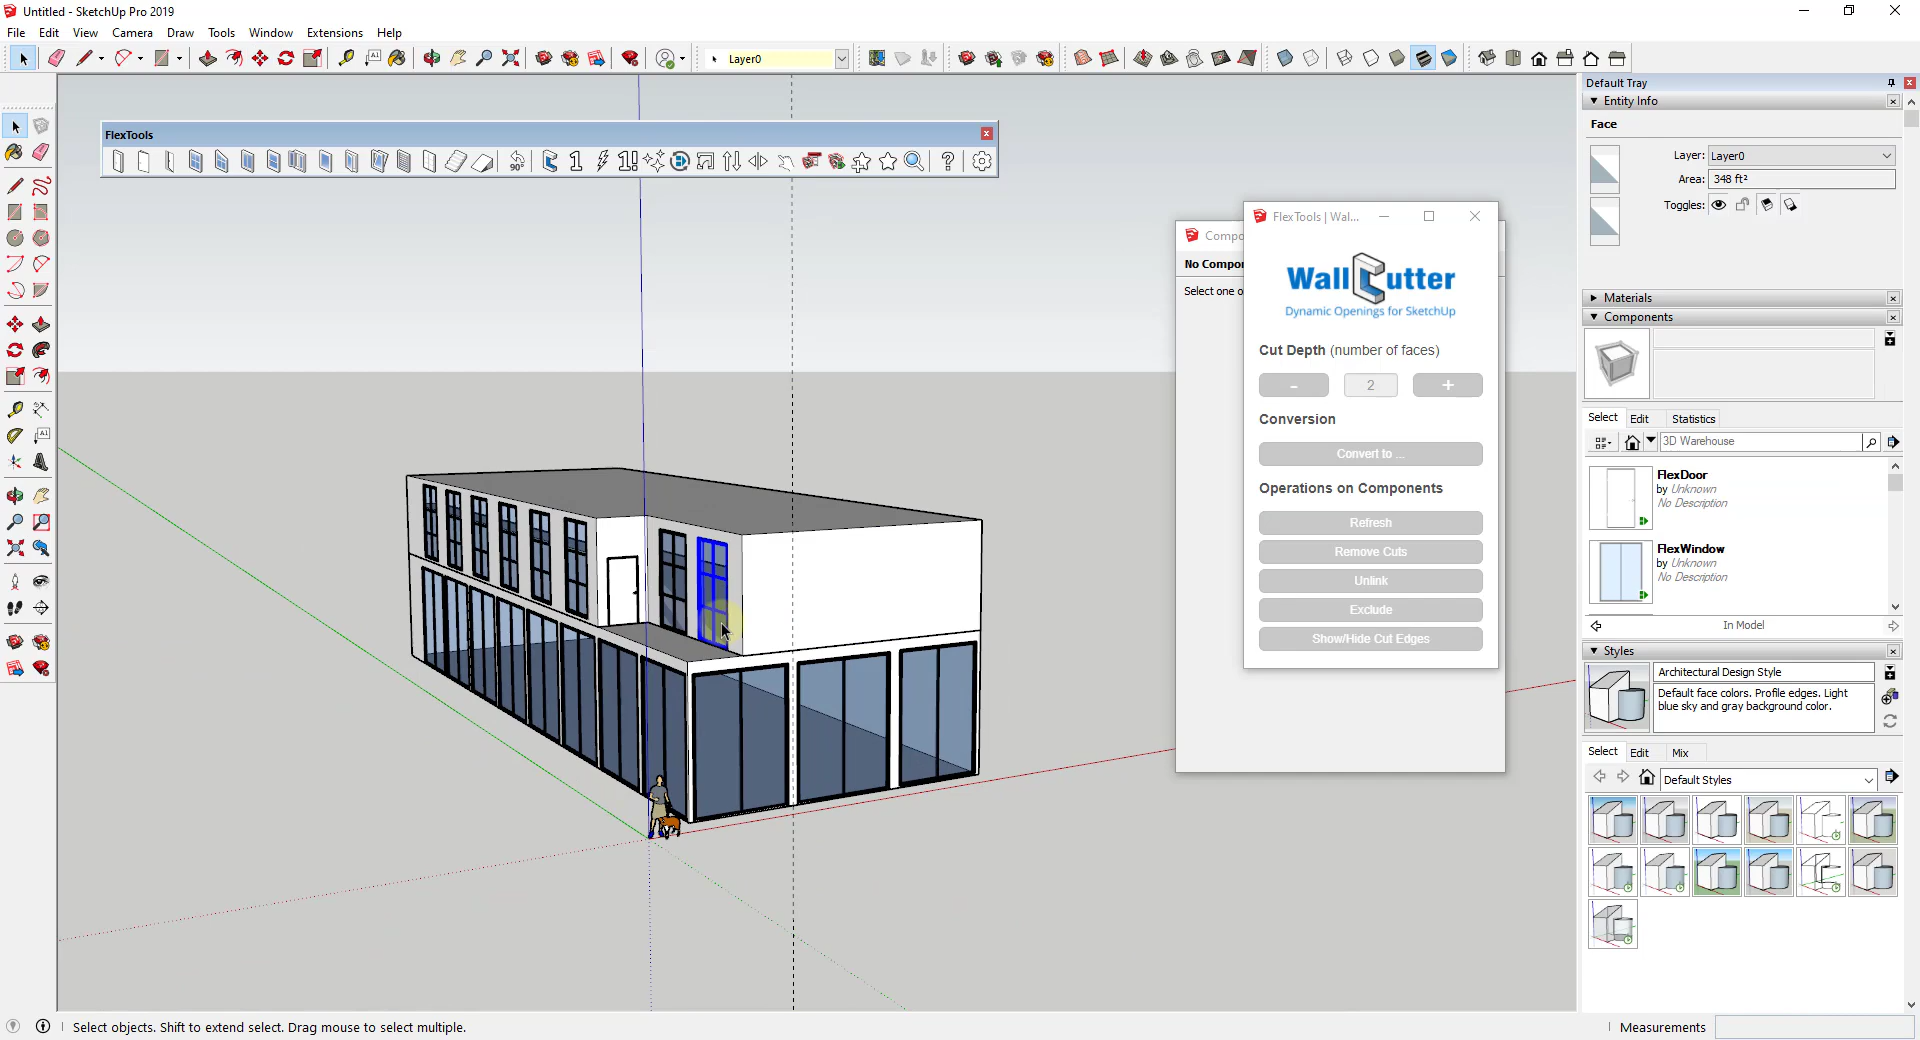 Untitled - SketchUp Pro 2019
File Edit View Camera Draw Tools Window Extensions Help
Layer0
FlexTools
Default Tray
Entity Info
Face
Layer: Layer0
Area: 348 ft²
Toggles:
Materials
Components
Select Edit Statistics
3D Warehouse
FlexDoor
by Unknown
No Description
FlexWindow
by Unknown
No Description
In Model
Styles
Architectural Design Style
Default face colors. Profile edges. Light
blue sky and gray background color.
Select Edit Mix
Default Styles
Compo
No Compor
Select one o
FlexTools | Wal...
Wall Cutter
Dynamic Openings for SketchUp
Cut Depth (number of faces)
- 2 +
Conversion
Convert to ...
Operations on Components
Refresh
Remove Cuts
Unlink
Exclude
Show/Hide Cut Edges
Select objects. Shift to extend select. Drag mouse to select multiple.
Measurements